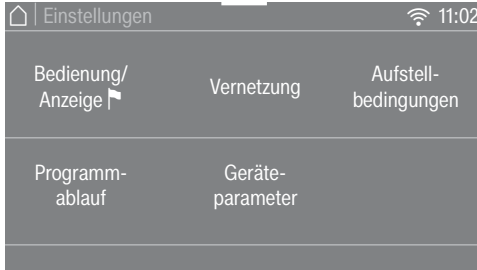 Einstellungen 11:02
Bedienung/
Anzeige
Vernetzung
Aufstell-
bedingungen
Programm-
ablauf
Geräte-
parameter